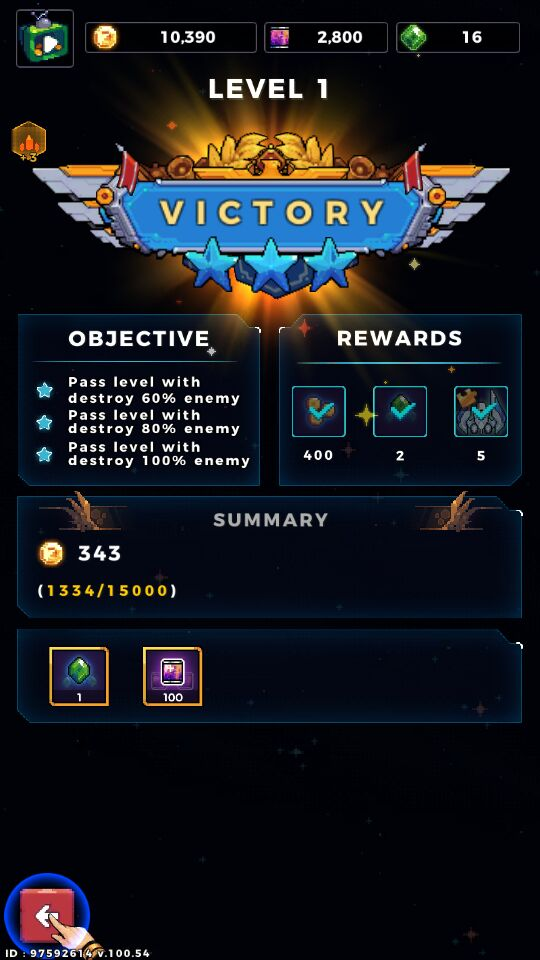 10,390
2,800
16
LEVEL 1
+3
VICTORY
OBJECTIVE
Pass level with
destroy 60% enemy
Pass level with
destroy 80% enemy
Pass level with
destroy 100% enemy
REWARDS
400
2
5
SUMMARY
343
(1334/15000)
1
100
ID : 97592614 v.100.54